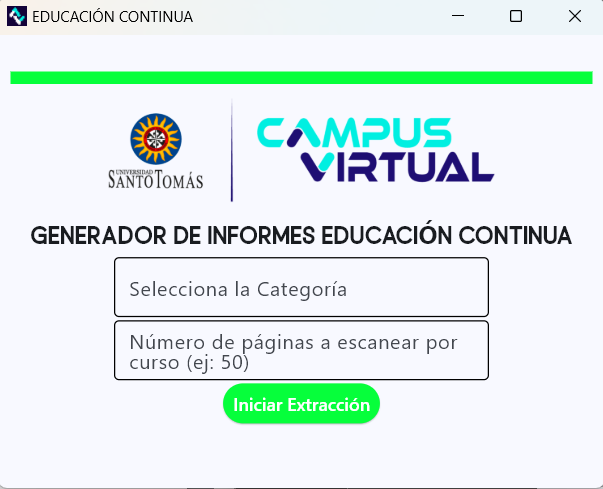 EDUCACIÓN CONTINUA
UNIVERSIDAD
SANTO TOMÁS
CAMPUS
VIRTUAL
GENERADOR DE INFORMES EDUCACIÓN CONTINUA
Selecciona la Categoría
Número de páginas a escanear por
curso (ej: 50)
Iniciar Extracción